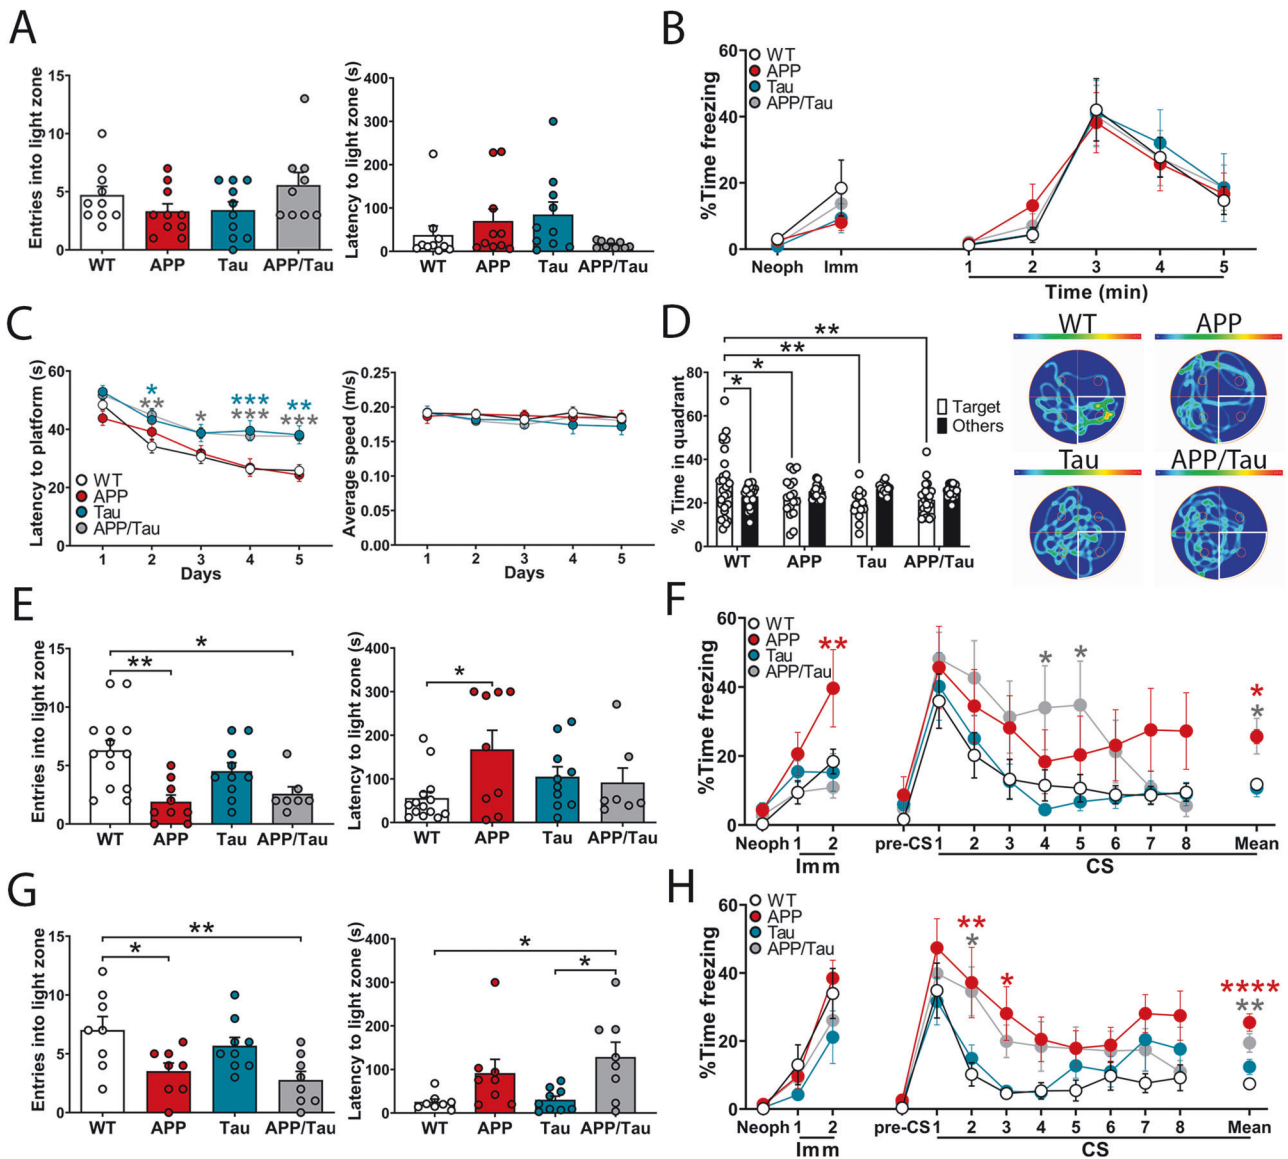 A
Entries into light zone
15
10
5
0
WT
APP
Tau
APP/Tau
Latency to light zone (s)
400
300
200
100
0
WT
APP
Tau
APP/Tau
B
WT
APP
Tau
APP/Tau
%Time freezing
60
40
20
0
Neoph
Imm
1
2
3
4
5
Time (min)
C
Latency to platform (s)
60
40
20
0
*
**
*
***
***
**
***
WT
APP
Tau
APP/Tau
1
2
3
4
5
Days
Average speed (m/s)
0.25
0.20
0.15
0.10
0.05
0.00
1
2
3
4
5
Days
D
% Time in quadrant
80
60
40
20
0
**
**
*
*
Target
Others
WT
APP
Tau
APP/Tau
WT
APP
Tau
APP/Tau
E
Entries into light zone
15
10
5
0
*
**
WT
APP
Tau
APP/Tau
Latency to light zone (s)
400
300
200
100
0
*
WT
APP
Tau
APP/Tau
F
WT
APP
Tau
APP/Tau
%Time freezing
60
40
20
0
**
*
*
*
*
Neoph
1
2
Imm
pre-CS
1
2
3
4
5
6
7
8
CS
Mean
G
Entries into light zone
15
10
5
0
**
*
WT
APP
Tau
APP/Tau
Latency to light zone (s)
400
300
200
100
0
*
*
WT
APP
Tau
APP/Tau
H
WT
APP
Tau
APP/Tau
%Time freezing
60
40
20
0
**
*
*
****
**
Neoph
1
2
Imm
pre-CS
1
2
3
4
5
6
7
8
CS
Mean